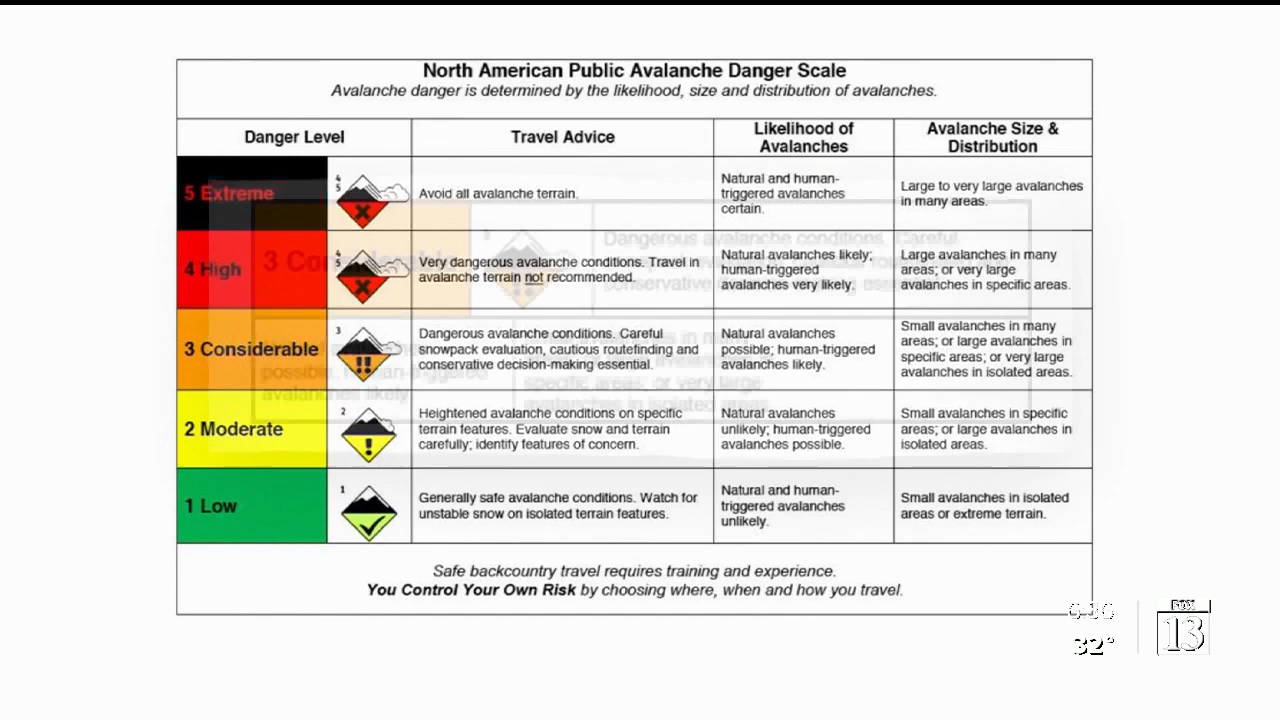 North American Public Avalanche Danger Scale
Avalanche danger is determined by the likelihood, size and distribution of avalanches.
Danger Level
Travel Advice
Likelihood of
Avalanches
Avalanche Size &
Distribution
5 Extreme
4
5
Avoid all avalanche terrain.
Natural and human-
triggered avalanches
certain.
Large to very large avalanches
in many areas.
4 High
4
5
Very dangerous avalanche conditions. Travel in
avalanche terrain not recommended.
Natural avalanches likely;
human-triggered
avalanches very likely.
Large avalanches in many
areas; or very large
avalanches in specific areas.
3 Considerable
3
Dangerous avalanche conditions. Careful
snowpack evaluation, cautious routefinding and
conservative decision-making essential.
Natural avalanches
possible; human-triggered
avalanches likely.
Small avalanches in many
areas; or large avalanches in
specific areas; or very large
avalanches in isolated areas.
2 Moderate
2
Heightened avalanche conditions on specific
terrain features. Evaluate snow and terrain
carefully; identify features of concern.
Natural avalanches
unlikely; human-triggered
avalanches possible.
Small avalanches in specific
areas; or large avalanches in
isolated areas.
1 Low
1
Generally safe avalanche conditions. Watch for
unstable snow on isolated terrain features.
Natural and human-
triggered avalanches
unlikely.
Small avalanches in isolated
areas or extreme terrain.
Safe backcountry travel requires training and experience.
You Control Your Own Risk by choosing where, when and how you travel.
32°
FOX
13